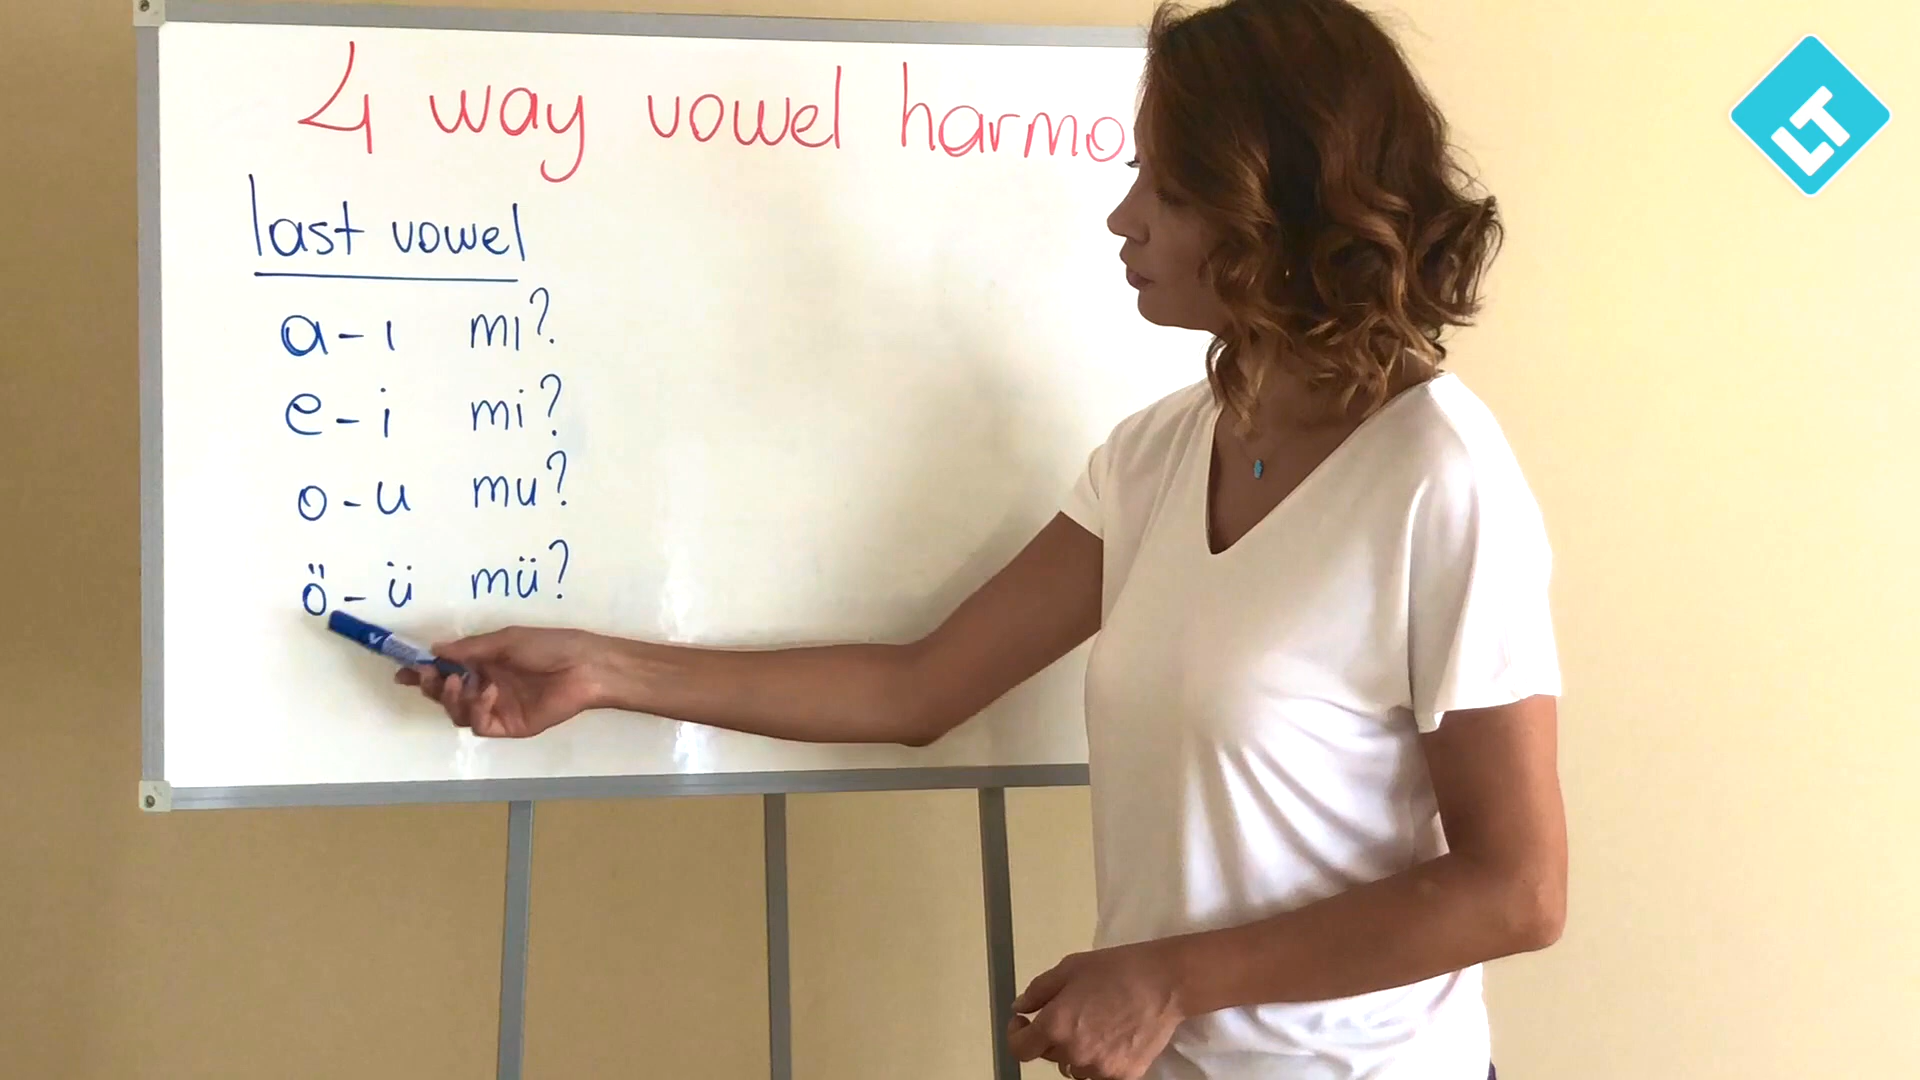 4 way vowel harmo
last vowel
a - ı mı?
e - i mi?
o - u mu?
ö - ü mü?
LT